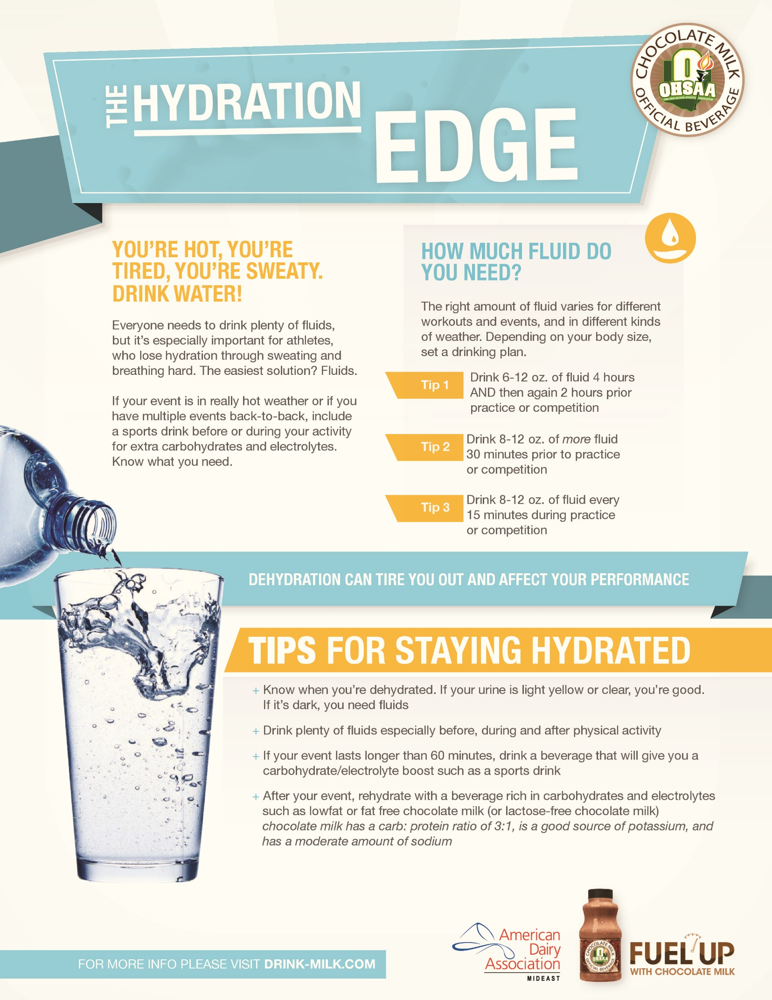 THE HYDRATION
EDGE
CHOCOLATE MILK
OHSAA
OHIO HIGH SCHOOL ATHLETIC ASSOCIATION
OFFICIAL BEVERAGE
YOU'RE HOT, YOU'RE
TIRED, YOU'RE SWEATY.
DRINK WATER!
Everyone needs to drink plenty of fluids,
but it's especially important for athletes,
who lose hydration through sweating and
breathing hard. The easiest solution? Fluids.
If your event is in really hot weather or if you
have multiple events back-to-back, include
a sports drink before or during your activity
for extra carbohydrates and electrolytes.
Know what you need.
HOW MUCH FLUID DO
YOU NEED?
The right amount of fluid varies for different
workouts and events, and in different kinds
of weather. Depending on your body size,
set a drinking plan.
Tip 1
Drink 6-12 oz. of fluid 4 hours
AND then again 2 hours prior
practice or competition
Tip 2
Drink 8-12 oz. of more fluid
30 minutes prior to practice
or competition
Tip 3
Drink 8-12 oz. of fluid every
15 minutes during practice
or competition
DEHYDRATION CAN TIRE YOU OUT AND AFFECT YOUR PERFORMANCE
TIPS FOR STAYING HYDRATED
+ Know when you're dehydrated. If your urine is light yellow or clear, you're good.
If it's dark, you need fluids
+ Drink plenty of fluids especially before, during and after physical activity
+ If your event lasts longer than 60 minutes, drink a beverage that will give you a
carbohydrate/electrolyte boost such as a sports drink
+ After your event, rehydrate with a beverage rich in carbohydrates and electrolytes
such as lowfat or fat free chocolate milk (or lactose-free chocolate milk)
chocolate milk has a carb: protein ratio of 3:1, is a good source of potassium, and
has a moderate amount of sodium
FOR MORE INFO PLEASE VISIT DRINK-MILK.COM
American
Dairy
Association
MIDEAST
CHOCOLATE MILK
OHSAA
OFFICIAL BEVERAGE
FUEL UP
WITH CHOCOLATE MILK